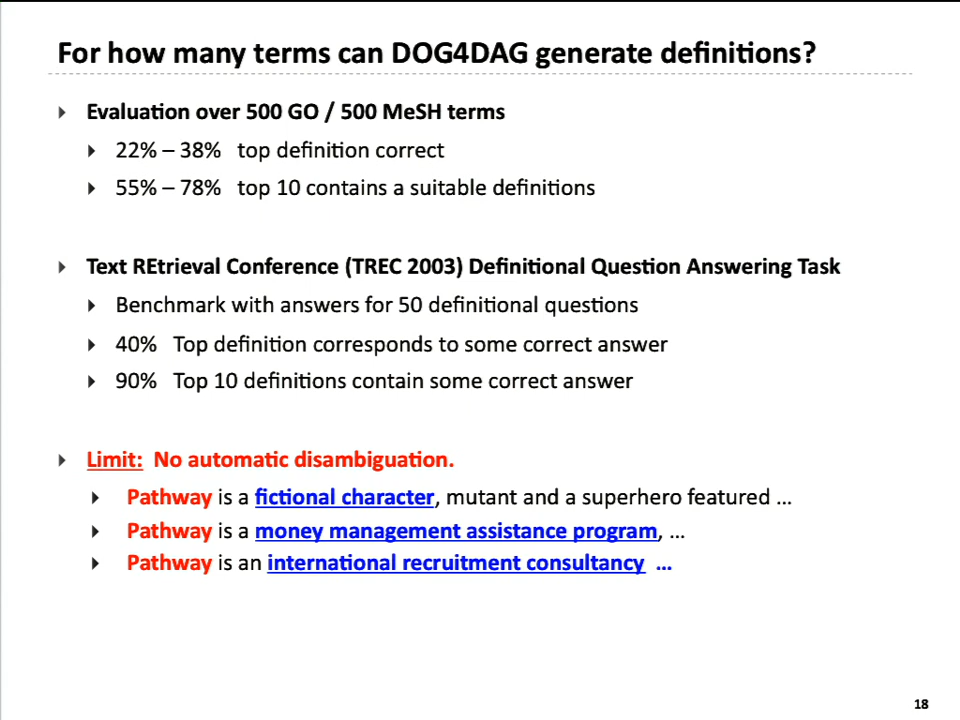 For how many terms can DOG4DAG generate definitions?
Evaluation over 500 GO / 500 MeSH terms
22% – 38% top definition correct
55% – 78% top 10 contains a suitable definitions
Text REtrieval Conference (TREC 2003) Definitional Question Answering Task
Benchmark with answers for 50 definitional questions
40% Top definition corresponds to some correct answer
90% Top 10 definitions contain some correct answer
Limit: No automatic disambiguation.
Pathway is a fictional character, mutant and a superhero featured ...
Pathway is a money management assistance program, ...
Pathway is an international recruitment consultancy ...
18